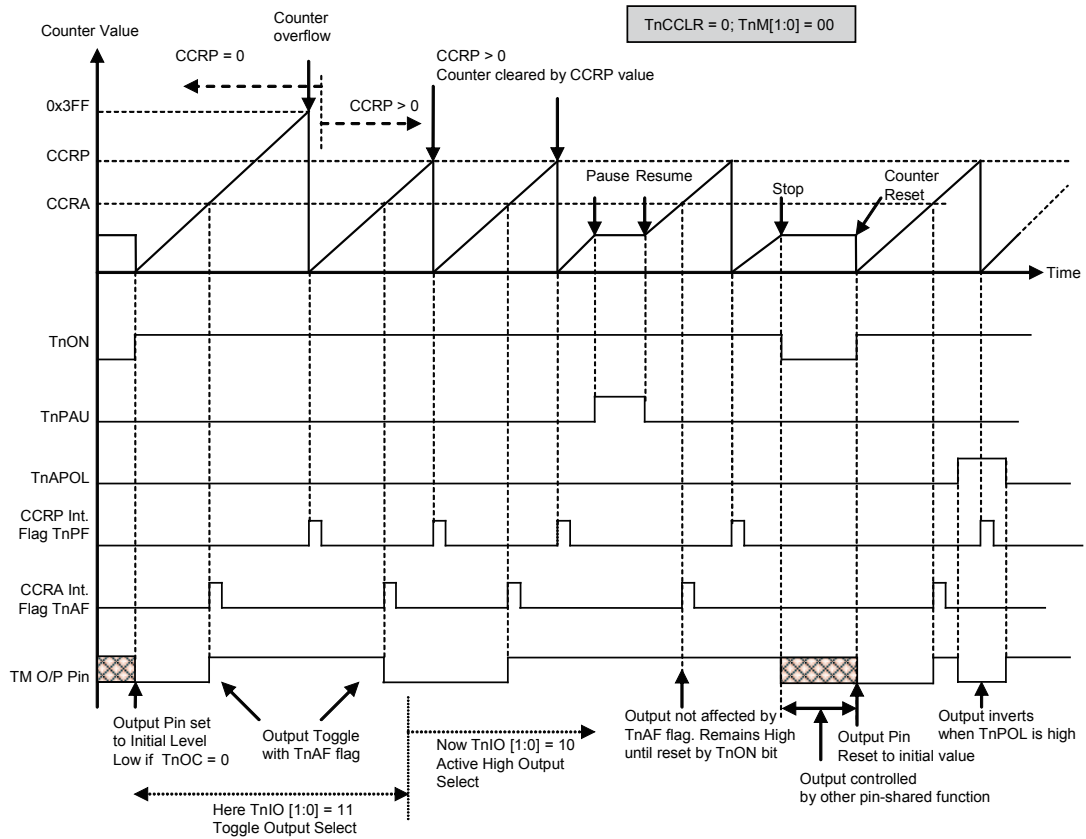 TnCCLR = 0; TnM[1:0] = 00
Counter Value
Counter
overflow
CCRP = 0
CCRP > 0
CCRP > 0
Counter cleared by CCRP value
0x3FF
CCRP
CCRA
Pause
Resume
Stop
Counter
Reset
Time
TnON
TnPAU
TnAPOL
CCRP Int.
Flag TnPF
CCRA Int.
Flag TnAF
TM O/P Pin
Output Pin set
to Initial Level
Low if TnOC = 0
Output Toggle
with TnAF flag
Now TnIO [1:0] = 10
Active High Output
Select
Output not affected by
TnAF flag. Remains High
until reset by TnON bit
Output Pin
Reset to initial value
Output inverts
when TnPOL is high
Output controlled
by other pin-shared function
Here TnIO [1:0] = 11
Toggle Output Select